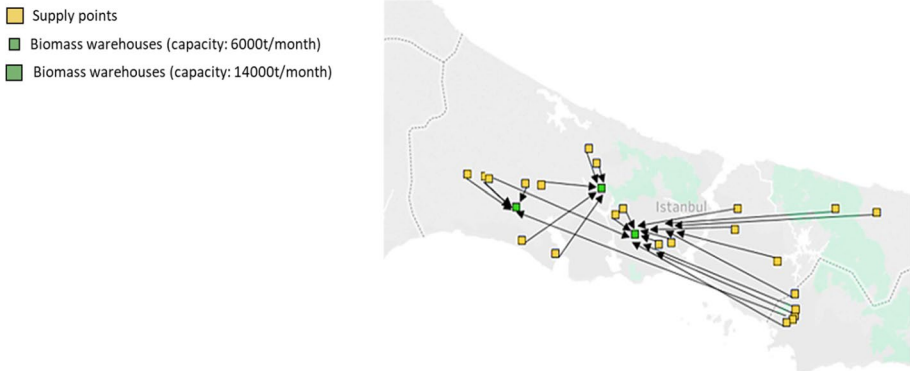 Supply points
Biomass warehouses (capacity: 6000t/month)
Biomass warehouses (capacity: 14000t/month)
Istanbul